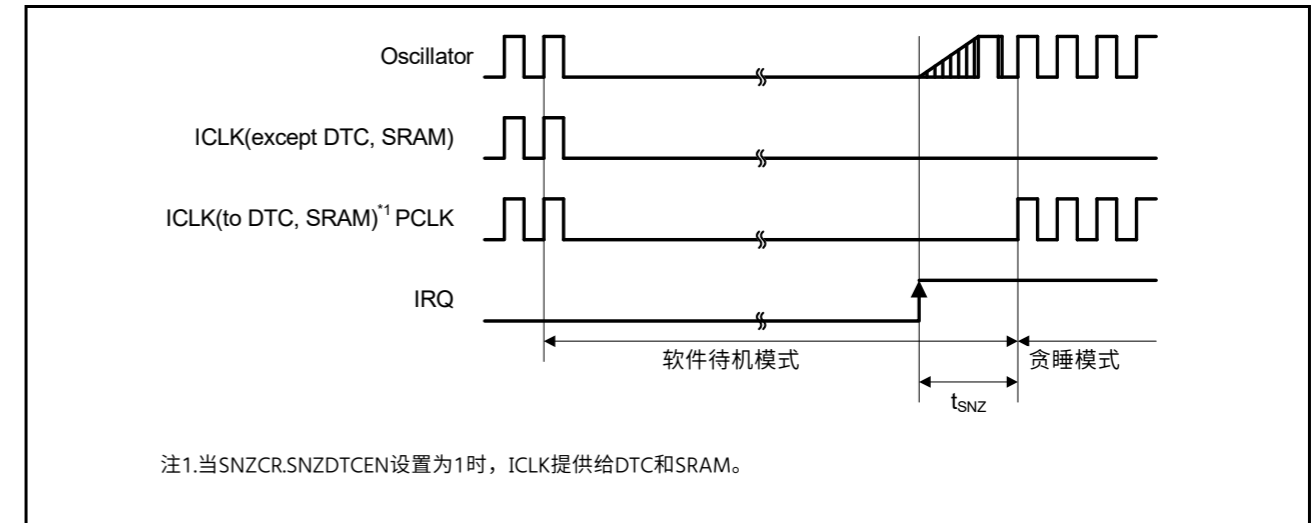 Oscillator
ICLK(except DTC, SRAM)
ICLK(to DTC, SRAM)*1 PCLK
IRQ
软件待机模式
贪睡模式
tSNZ
注1.当SNZCR.SNZDTCEN设置为1时，ICLK提供给DTC和SRAM。